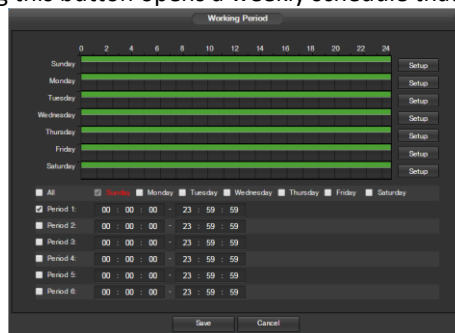 g this button opens a weekly schedule tha
Working Period
0 2 4 6 8 10 12 14 16 18 20 22 24
Sunday Setup
Monday Setup
Tuesday Setup
Wednesday Setup
Thursday Setup
Friday Setup
Saturday Setup
All Sunday Monday Tuesday Wednesday Thursday Friday Saturday
Period 1: 00 : 00 : 00 - 23 : 59 : 59
Period 2: 00 : 00 : 00 - 23 : 59 : 59
Period 3: 00 : 00 : 00 - 23 : 59 : 59
Period 4: 00 : 00 : 00 - 23 : 59 : 59
Period 5: 00 : 00 : 00 - 23 : 59 : 59
Period 6: 00 : 00 : 00 - 23 : 59 : 59
Save Cancel